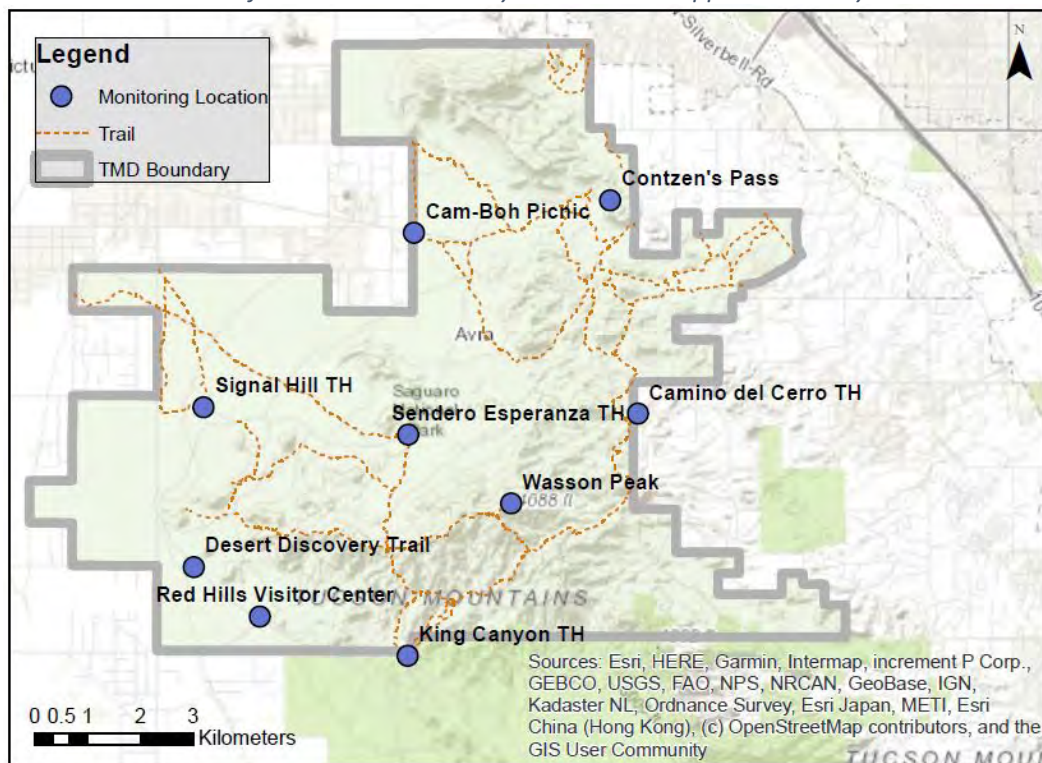 Legend
Monitoring Location
Trail
TMD Boundary
N
Silverbell-Rd
Contzen's Pass
Cam-Boh Picnic
Avra
Signal Hill TH
Saguaro
National
Park
Camino del Cerro TH
Sendero Esperanza TH
Wasson Peak
Desert Discovery Trail
Red Hills Visitor Center
TUCSON MOUNTAINS
King Canyon TH
Sources: Esri, HERE, Garmin, Intermap, increment P Corp.,
GEBCO, USGS, FAO, NPS, NRCAN, GeoBase, IGN,
Kadaster NL, Ordnance Survey, Esri Japan, METI, Esri
China (Hong Kong), (c) OpenStreetMap contributors, and the
GIS User Community
0 0.5 1 2 3
Kilometers
TUCSON MOU